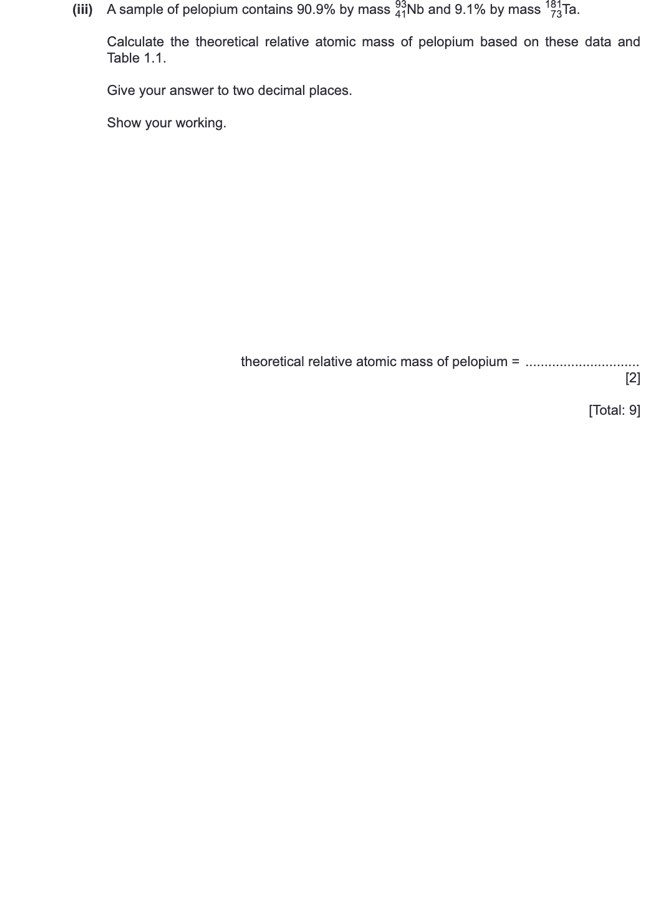 (iii) A sample of pelopium contains 90.9% by mass ⁹³₄₁Nb and 9.1% by mass ¹⁸¹₇₃Ta.
Calculate the theoretical relative atomic mass of pelopium based on these data and
Table 1.1.
Give your answer to two decimal places.
Show your working.
theoretical relative atomic mass of pelopium = ..............................
[2]
[Total: 9]